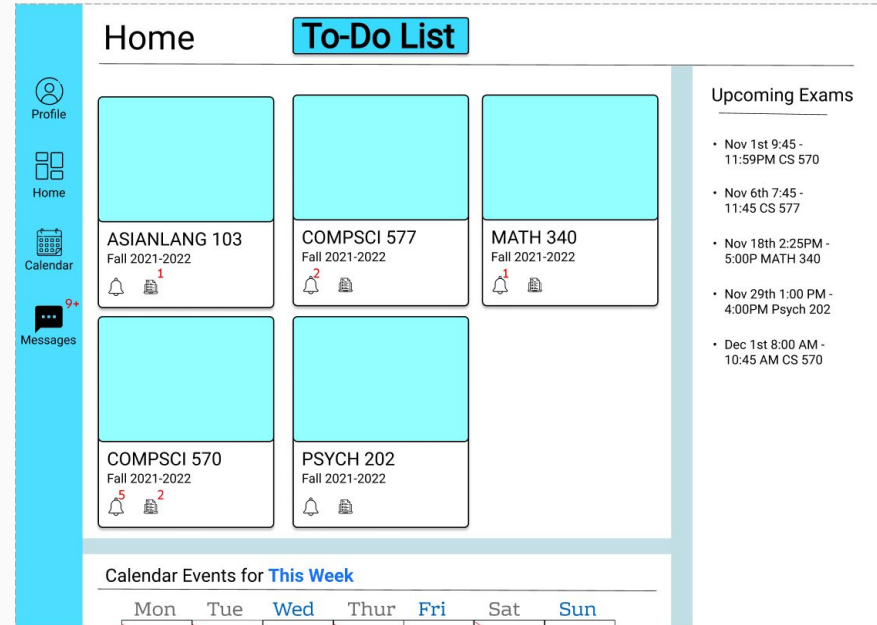 Home
To-Do List
Profile
Home
Calendar
9+
Messages
ASIANLANG 103
Fall 2021-2022
1
COMPSCI 577
Fall 2021-2022
2
MATH 340
Fall 2021-2022
1
COMPSCI 570
Fall 2021-2022
5
2
PSYCH 202
Fall 2021-2022
Upcoming Exams
• Nov 1st 9:45 -
11:59PM CS 570
• Nov 6th 7:45 -
11:45 CS 577
• Nov 18th 2:25PM -
5:00P MATH 340
• Nov 29th 1:00 PM -
4:00PM Psych 202
• Dec 1st 8:00 AM -
10:45 AM CS 570
Calendar Events for This Week
Mon Tue Wed Thur Fri Sat Sun